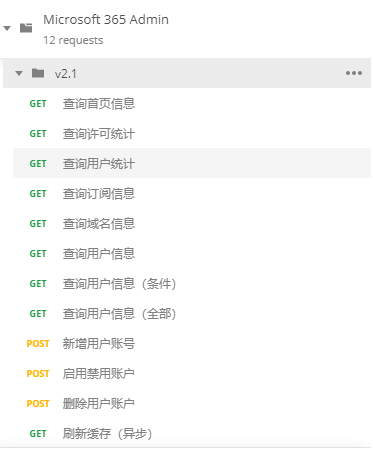 Microsoft 365 Admin
12 requests
v2.1
GET 查询首页信息
GET 查询许可统计
GET 查询用户统计
GET 查询订阅信息
GET 查询域名信息
GET 查询用户信息
GET 查询用户信息（条件）
GET 查询用户信息（全部）
POST 新增用户账号
POST 启用禁用账户
POST 删除用户账户
GET 刷新缓存（异步）